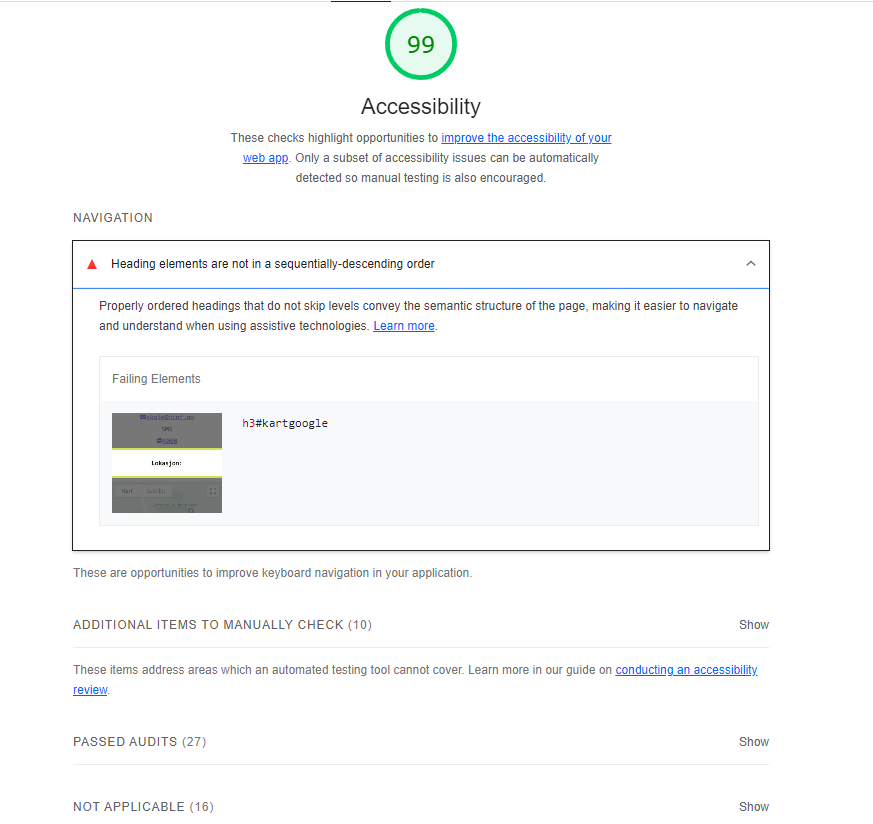 99
Accessibility
These checks highlight opportunities to improve the accessibility of your
web app. Only a subset of accessibility issues can be automatically
detected so manual testing is also encouraged.
NAVIGATION
Heading elements are not in a sequentially-descending order
Properly ordered headings that do not skip levels convey the semantic structure of the page, making it easier to navigate
and understand when using assistive technologies. Learn more.
Failing Elements
h3#kartgoogle
SMS
Lokasjon:
These are opportunities to improve keyboard navigation in your application.
ADDITIONAL ITEMS TO MANUALLY CHECK (10) Show
These items address areas which an automated testing tool cannot cover. Learn more in our guide on conducting an accessibility
review.
PASSED AUDITS (27) Show
NOT APPLICABLE (16) Show